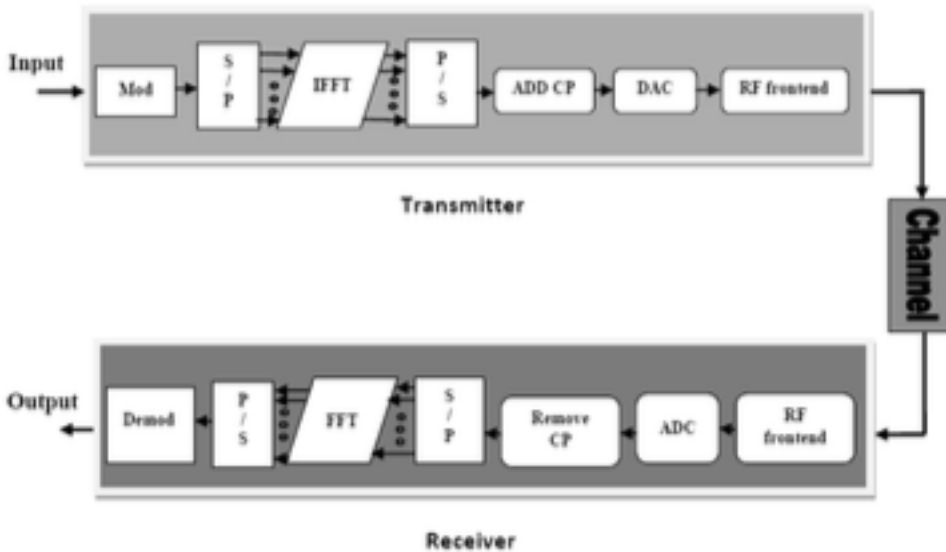 Input
Mod
S
/
P
IFFT
P
/
S
ADD CP
DAC
RF frontend
Transmitter
Channel
Output
Demod
P
/
S
FFT
S
/
P
Remove
CP
ADC
RF
frontend
Receiver